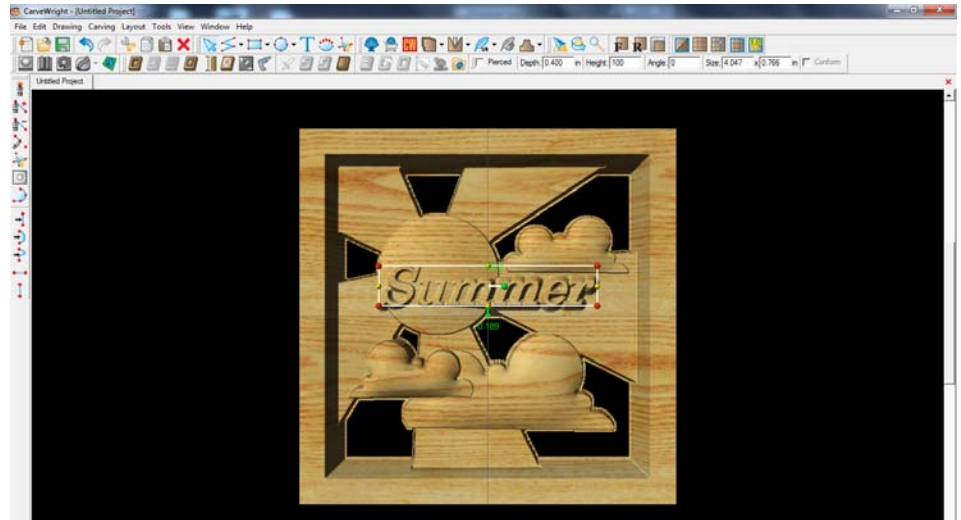 CarveWright - [Untitled Project]
File Edit Drawing Carving Layout Tools View Window Help
Pierced Depth: 0.400 in Height: 100 Angle: 0 Size: 4.047 x 0.766 in Conform
Untitled Project
Summer
0.189